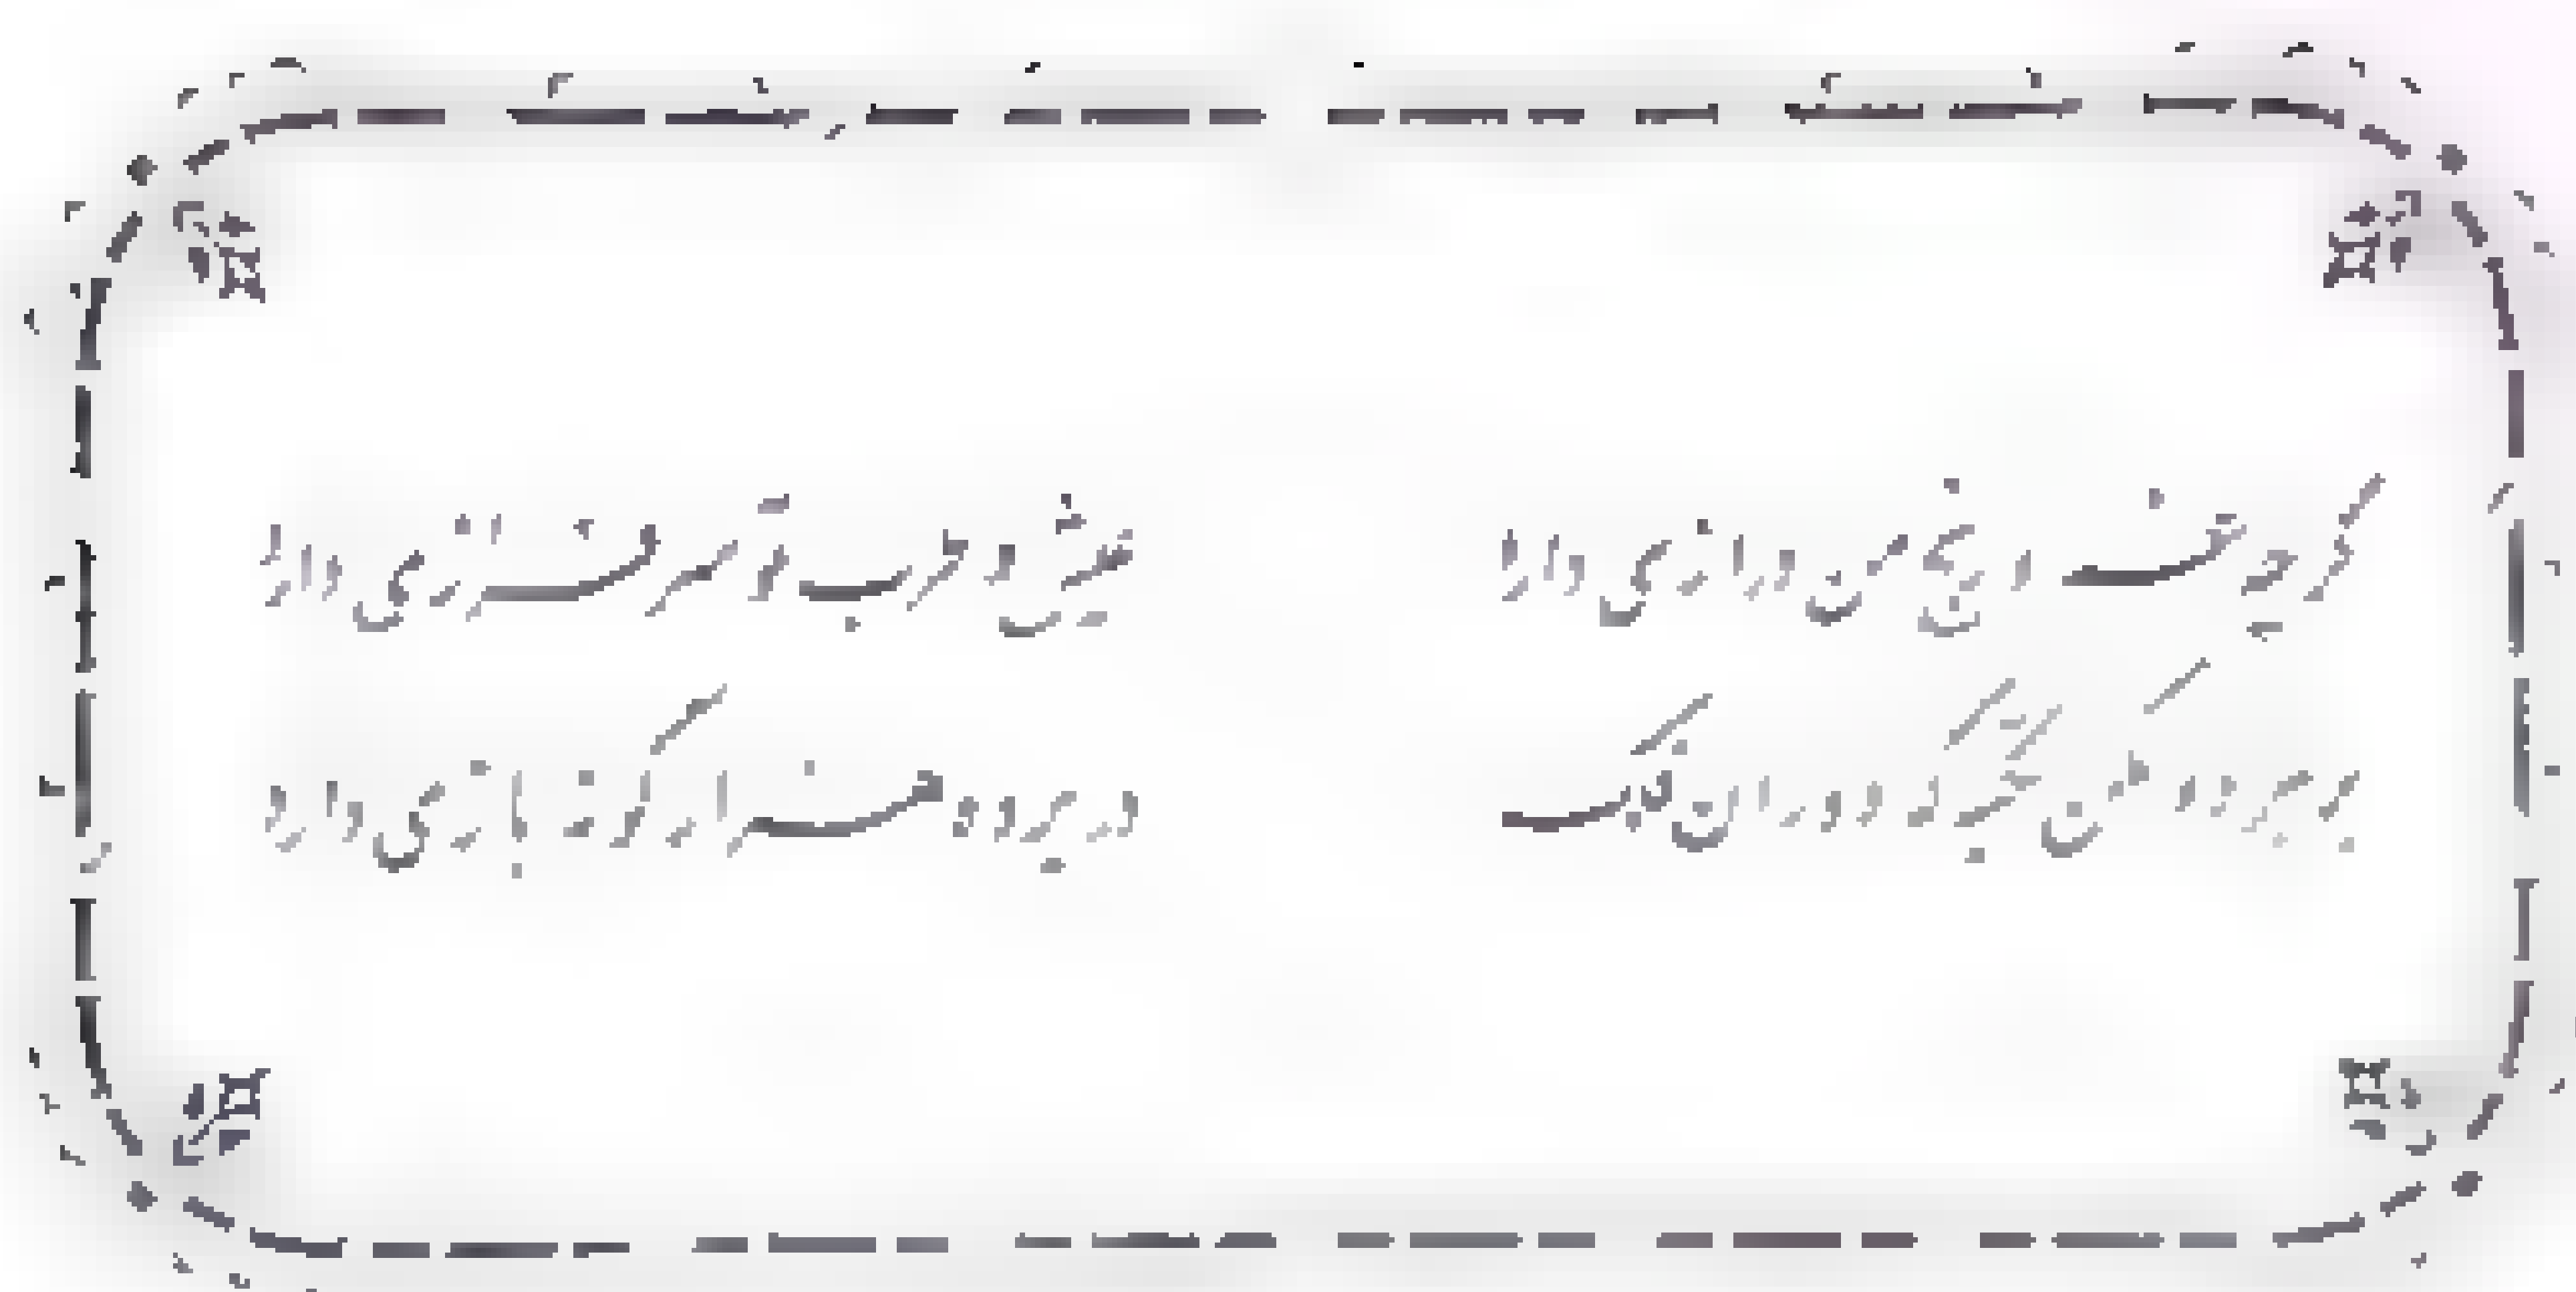 گرچه غم و رنج من درازی دارد عیش و طرب تو سرفرازی دارد
بر هر دو مکن تکیه که دوران فلک در پرده هزار گونه بازی دارد